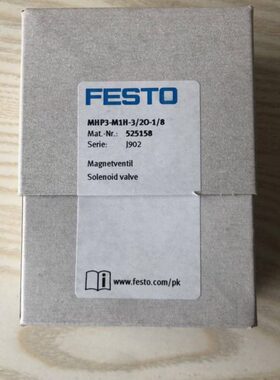 FESTO
MHP3-M1H-3/2O-1/8
Mat.-Nr.: 525158
Serie: J902
Magnetventil
Solenoid valve
www.festo.com/pk